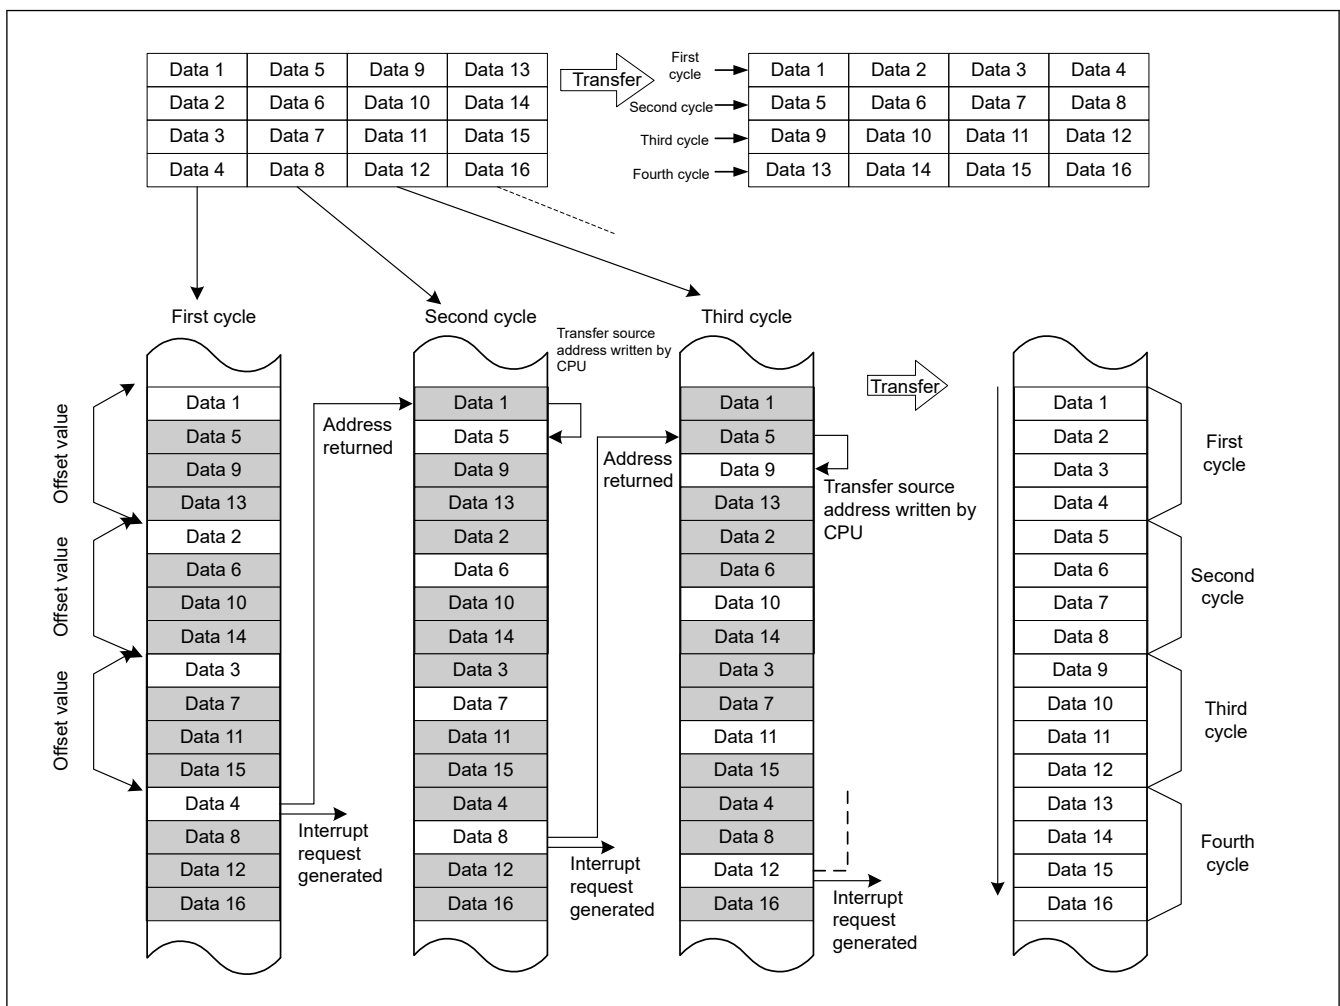 Data 1 Data 5 Data 9 Data 13
Data 2 Data 6 Data 10 Data 14
Data 3 Data 7 Data 11 Data 15
Data 4 Data 8 Data 12 Data 16
Transfer
First
cycle
Second cycle
Third cycle
Fourth cycle
Data 1 Data 2 Data 3 Data 4
Data 5 Data 6 Data 7 Data 8
Data 9 Data 10 Data 11 Data 12
Data 13 Data 14 Data 15 Data 16
First cycle
Offset value
Offset value
Offset value
Data 1
Data 5
Data 9
Data 13
Data 2
Data 6
Data 10
Data 14
Data 3
Data 7
Data 11
Data 15
Data 4
Data 8
Data 12
Data 16
Address
returned
Interrupt
request
generated
Second cycle
Transfer source
address written by
CPU
Data 1
Data 5
Data 9
Data 13
Data 2
Data 6
Data 10
Data 14
Data 3
Data 7
Data 11
Data 15
Data 4
Data 8
Data 12
Data 16
Address
returned
Interrupt
request
generated
Third cycle
Data 1
Data 5
Data 9
Data 13
Data 2
Data 6
Data 10
Data 14
Data 3
Data 7
Data 11
Data 15
Data 4
Data 8
Data 12
Data 16
Transfer source
address written by
CPU
Interrupt
request
generated
Transfer
Data 1
Data 2
Data 3
Data 4
Data 5
Data 6
Data 7
Data 8
Data 9
Data 10
Data 11
Data 12
Data 13
Data 14
Data 15
Data 16
First
cycle
Second
cycle
Third
cycle
Fourth
cycle